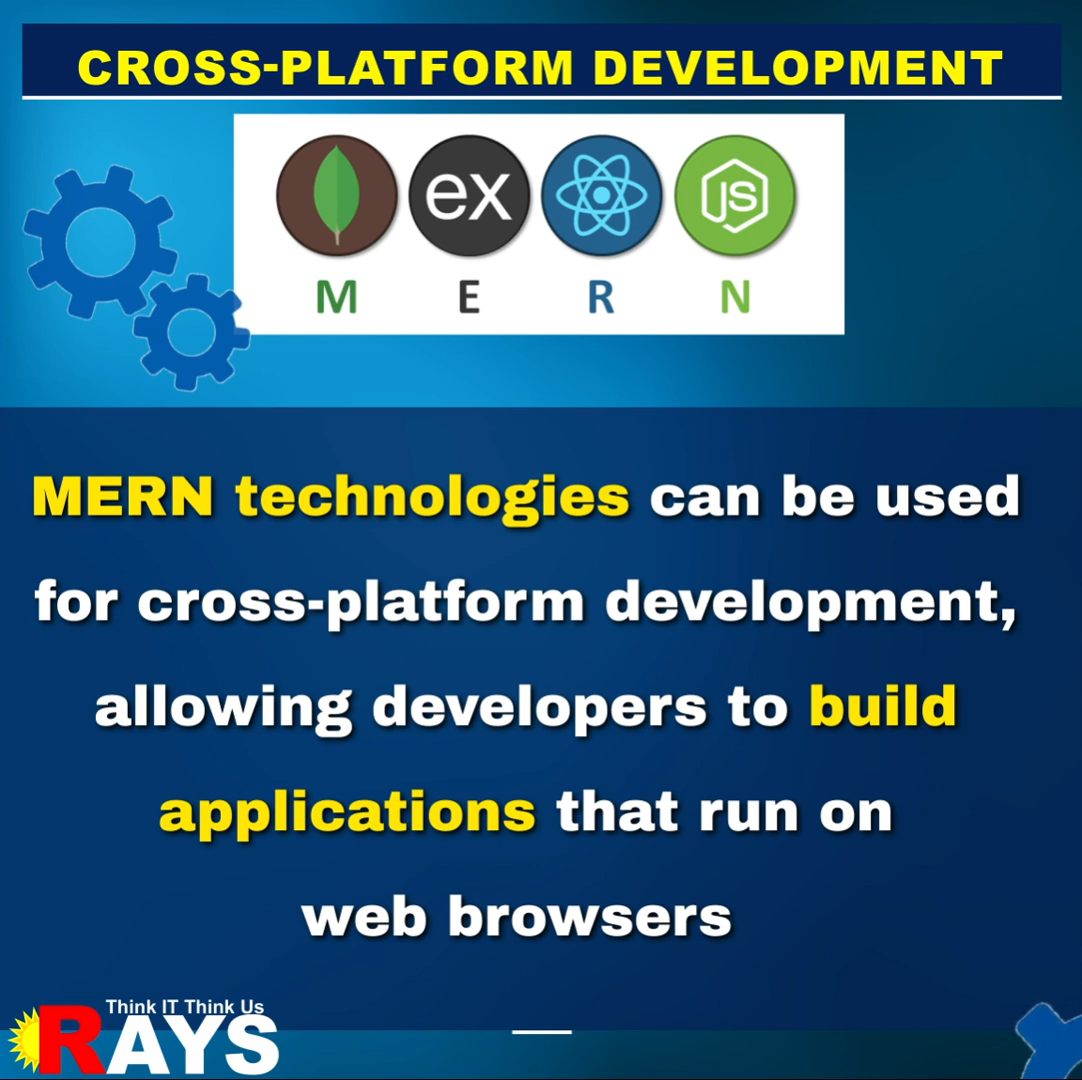 CROSS-PLATFORM DEVELOPMENT
ex JS
M E R N
MERN technologies can be used
for cross-platform development,
allowing developers to build
applications that run on
web browsers
Think IT Think Us
RAYS